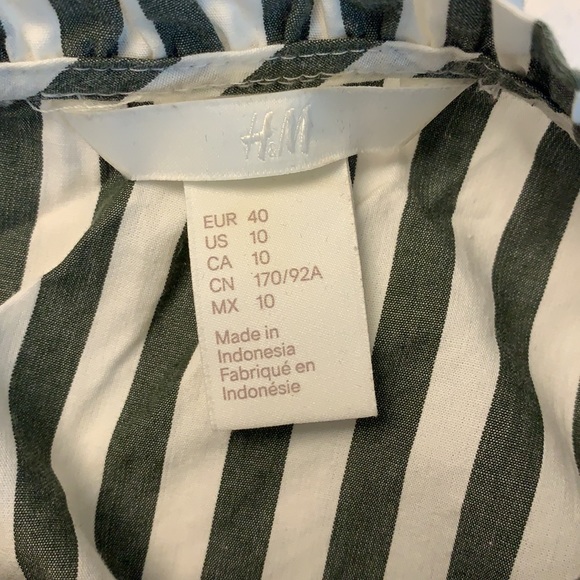 H&M
EUR 40
US 10
CA 10
CN 170/92A
MX 10
Made in
Indonesia
Fabriqué en
Indonésie